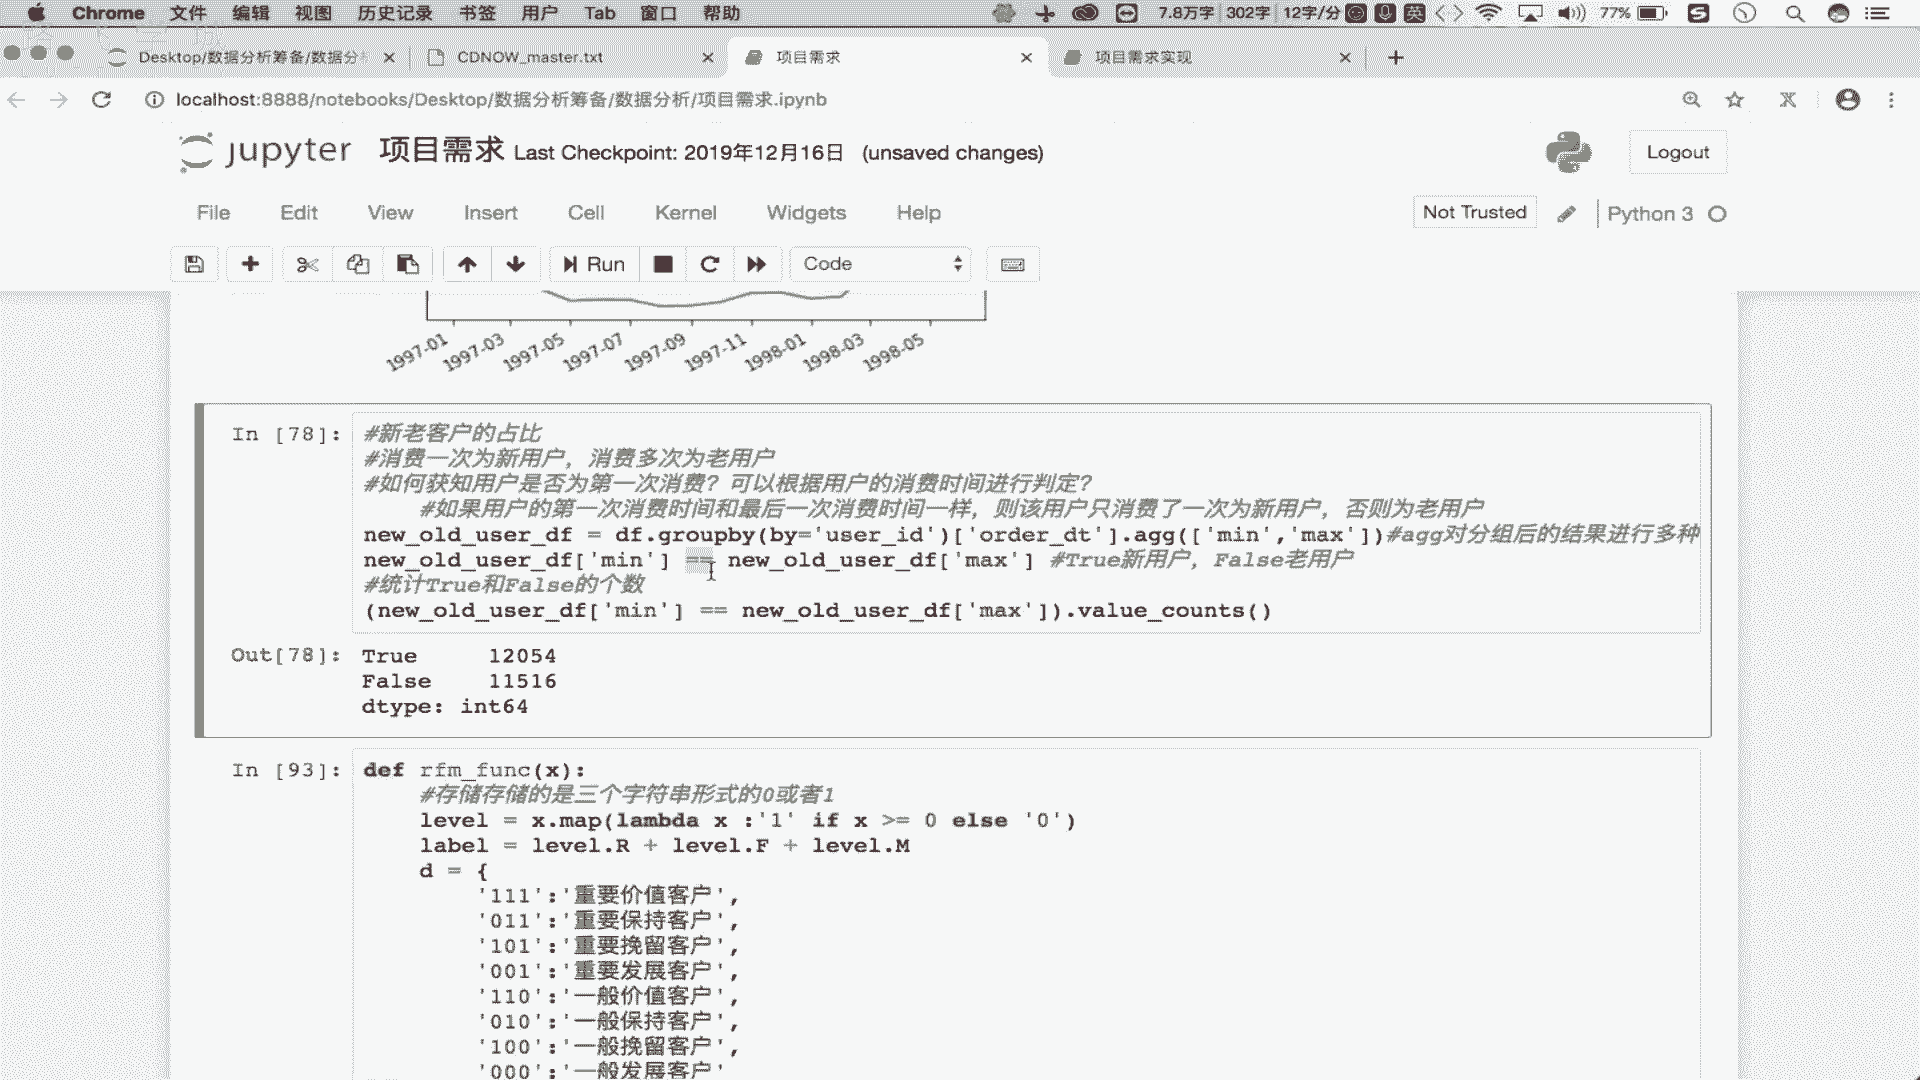 Chrome 文件 编辑 视图 历史记录 书签 用户 Tab 窗口 帮助 7.8万字 302字 12字/分 英 77%
Desktop/数据分析筹备/数据分 CDNOW_master.txt 项目需求 项目需求实现
localhost:8888/notebooks/Desktop/数据分析筹备/数据分析/项目需求.ipynb
jupyter 项目需求 Last Checkpoint: 2019年12月16日 (unsaved changes) Logout
File Edit View Insert Cell Kernel Widgets Help Not Trusted Python 3
Run Code
1997-01 1997-03 1997-05 1997-07 1997-09 1997-11 1998-01 1998-03 1998-05
In [78]: #新老客户的占比
#消费一次为新用户，消费多次为老用户
#如何获知用户是否为第一次消费？可以根据用户的消费时间进行判定？
#如果用户的第一次消费时间和最后一次消费时间一样，则该用户只消费了一次为新用户，否则为老用户
new_old_user_df = df.groupby(by='user_id')['order_dt'].agg(['min','max'])#agg对分组后的结果进行多种
new_old_user_df['min'] == new_old_user_df['max'] #True新用户，False老用户
#统计True和False的个数
(new_old_user_df['min'] == new_old_user_df['max']).value_counts()
Out[78]: True 12054
False 11516
dtype: int64
In [93]: def rfm_func(x):
#存储存储的是三个字符串形式的0或者1
level = x.map(lambda x :'1' if x >= 0 else '0')
label = level.R + level.F + level.M
d = {
'111':'重要价值客户',
'011':'重要保持客户',
'101':'重要挽留客户',
'001':'重要发展客户',
'110':'一般价值客户',
'010':'一般保持客户',
'100':'一般挽留客户',
'000':'一般发展客户'